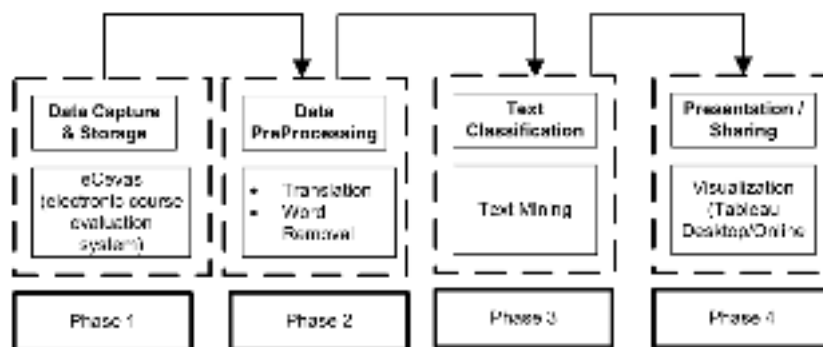 Data Capture
& Storage
eCevas
(electronic course
evaluation
system)
Phase 1
Data
PreProcessing
• Translation
• Word
Removal
Phase 2
Text
Classification
Text Mining
Phase 3
Presentation /
Sharing
Visualization
(Tableau
Desktop/Online
Phase 4